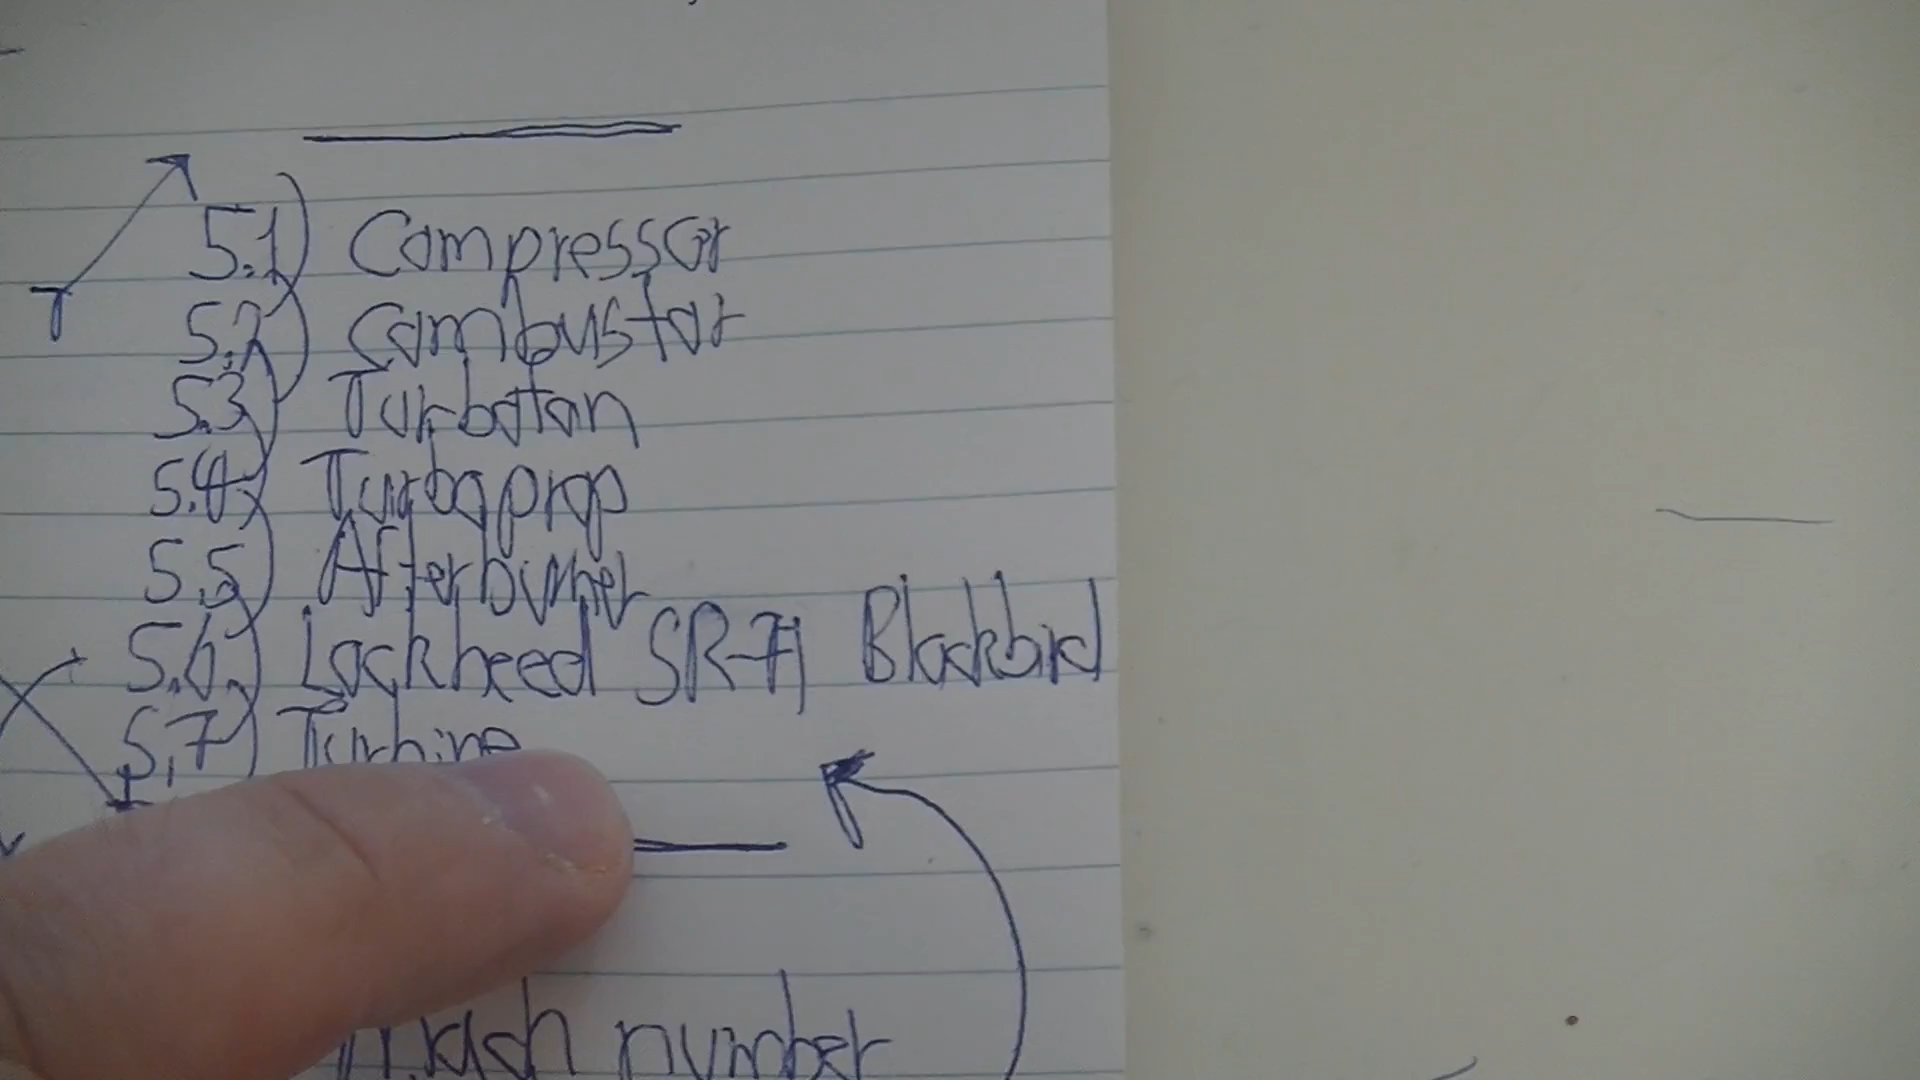 5.1) Compressor
5.2) Combustor
5.3) Turbofan
5.4) Turboprop
5.5) Afterburner
5.6) Lockheed SR-71 Blackbird
5.7) Turbine
Mach number